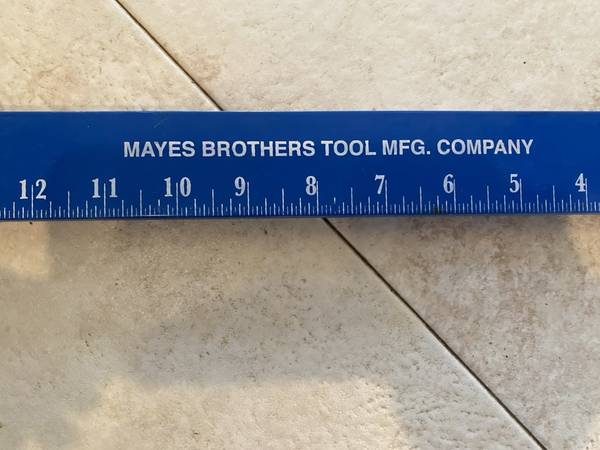 MAYES BROTHERS TOOL MFG. COMPANY
12 11 10 9 8 7 6 5 4